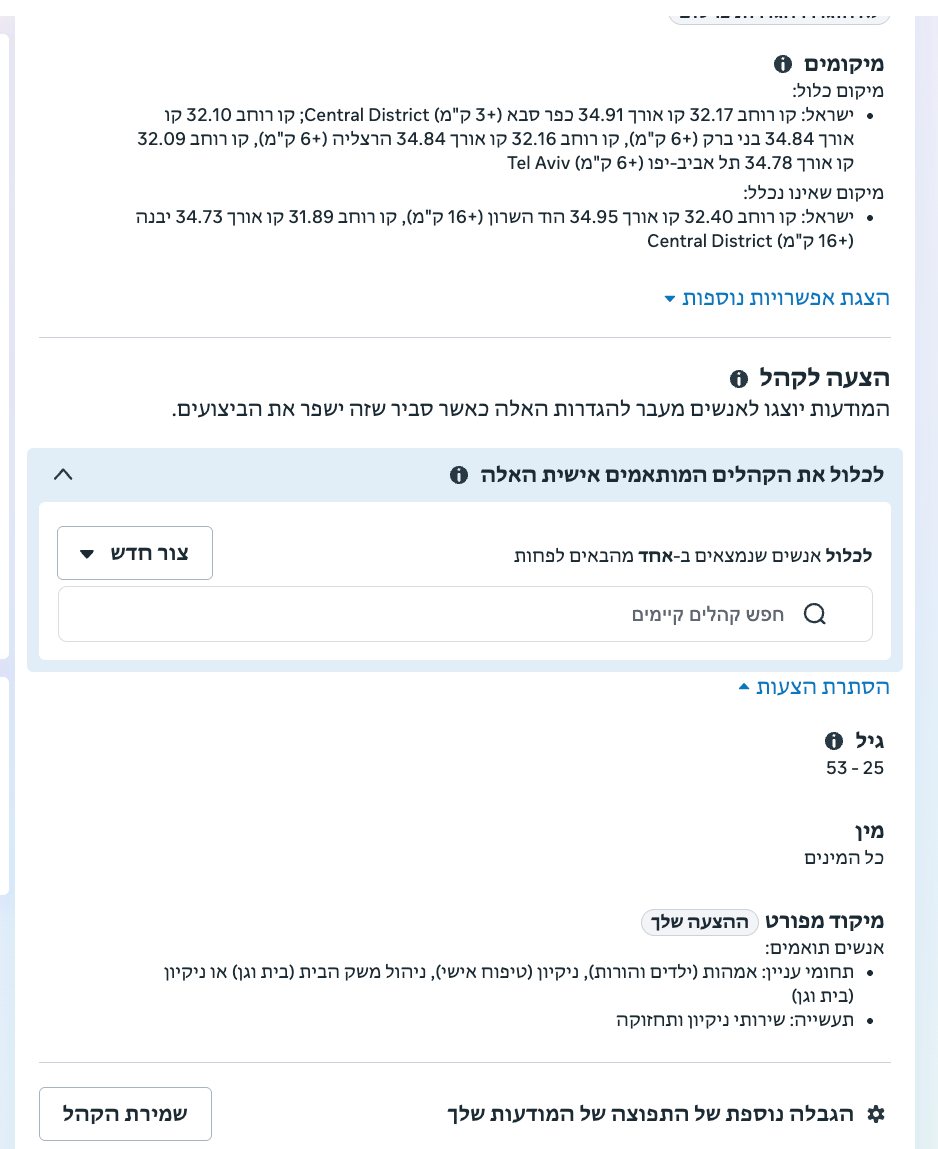 מיקומים
מיקום כלול:
• ישראל: קו רוחב 32.17 קו אורך 34.91 כפר סבא (+3 ק"מ) Central District; קו רוחב 32.10 קו
אורך 34.84 בני ברק (+6 ק"מ), קו רוחב 32.16 קו אורך 34.84 הרצליה (+6 ק"מ), קו רוחב 32.09
קו אורך 34.78 תל אביב-יפו (+6 ק"מ) Tel Aviv
מיקום שאינו נכלל:
• ישראל: קו רוחב 32.40 קו אורך 34.95 הוד השרון (+16 ק"מ), קו רוחב 31.89 קו אורך 34.73 יבנה
(+16 ק"מ) Central District
הצגת אפשרויות נוספות
הצעה לקהל
המודעות יוצגו לאנשים מעבר להגדרות האלה כאשר סביר שזה ישפר את הביצועים.
לכלול את הקהלים המותאמים אישית האלה
לכלול אנשים שנמצאים ב-אחד מהבאים לפחות
צור חדש
חפש קהלים קיימים
הסתרת הצעות
גיל
25 - 53
מין
כל המינים
מיקוד מפורט ההצעה שלך
אנשים תואמים:
• תחומי עניין: אמהות (ילדים והורות), ניקיון (טיפוח אישי), ניהול משק הבית (בית וגן) או ניקיון
(בית וגן)
• תעשייה: שירותי ניקיון ותחזוקה
הגבלה נוספת של התפוצה של המודעות שלך
שמירת הקהל